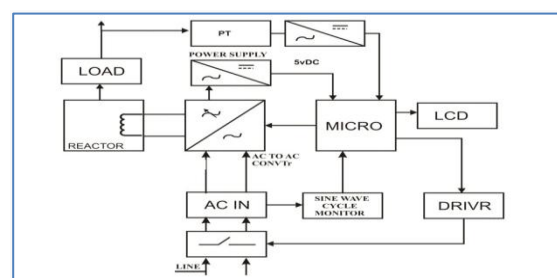 PT
POWER SUPPLY
5vDC
LOAD
REACTOR
MICRO
LCD
AC TO AC
CONVTr
AC IN
SINE WAVE
CYCLE
MONITOR
DRIVR
LINE